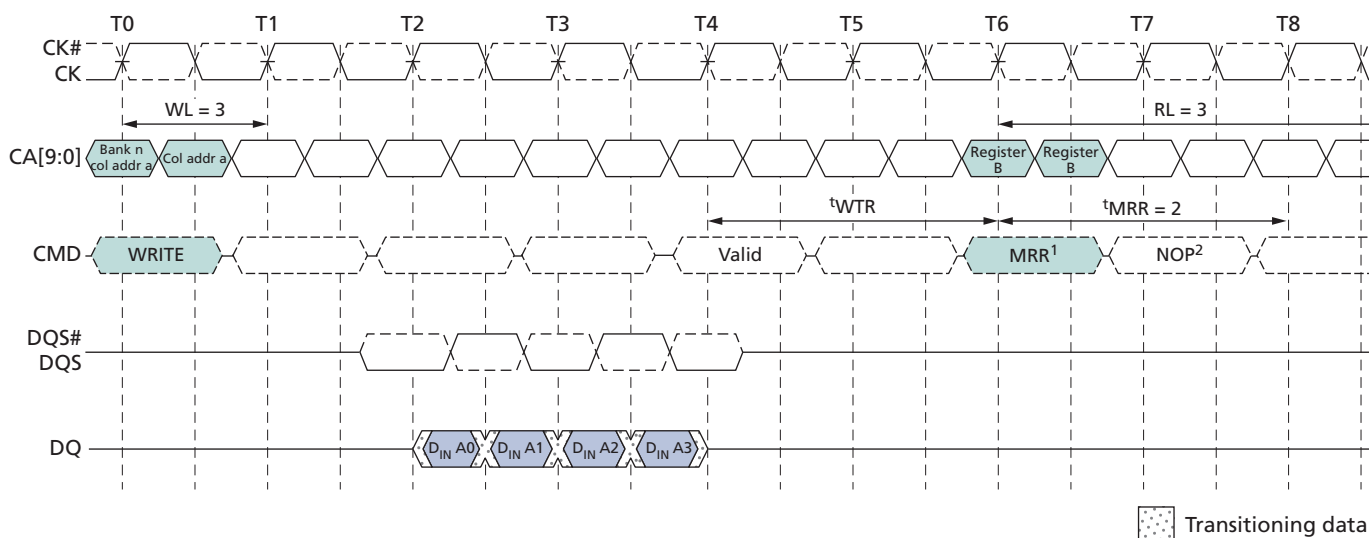 T0 T1 T2 T3 T4 T5 T6 T7 T8
CK#
CK
WL = 3
RL = 3
CA[9:0]
Bank n
col addr a
Col addr a
Register
B
Register
B
tWTR
tMRR = 2
CMD
WRITE
Valid
MRR1
NOP2
DQS#
DQS
DQ
DIN A0
DIN A1
DIN A2
DIN A3
Transitioning data